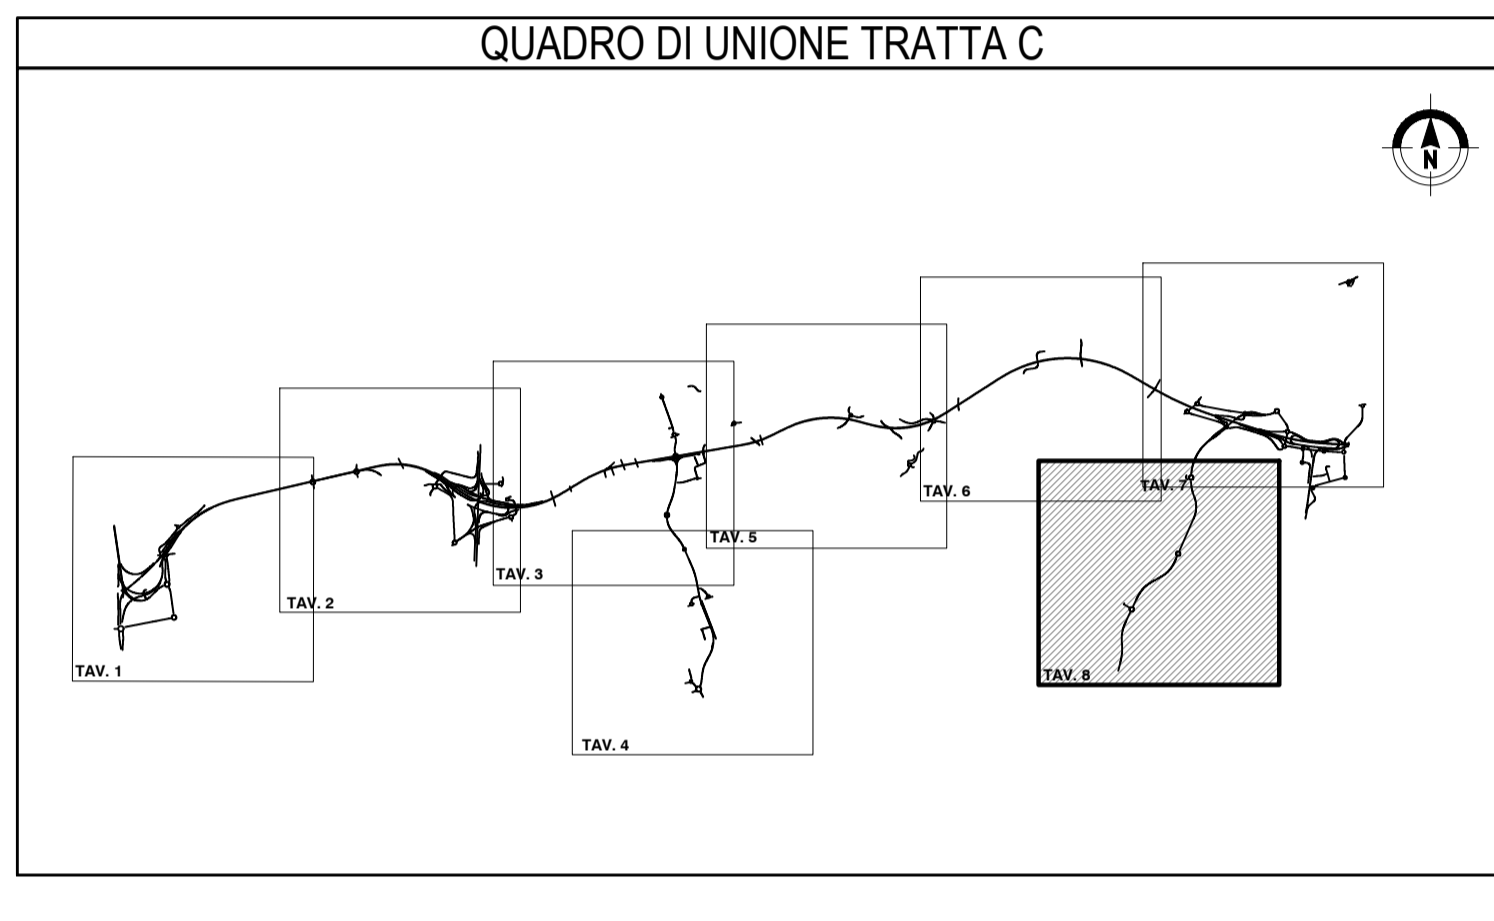 QUADRO DI UNIONE TRATTA C
N
TAV. 1
TAV. 2
TAV. 3
TAV. 4
TAV. 5
TAV. 6
TAV. 7
TAV. 8